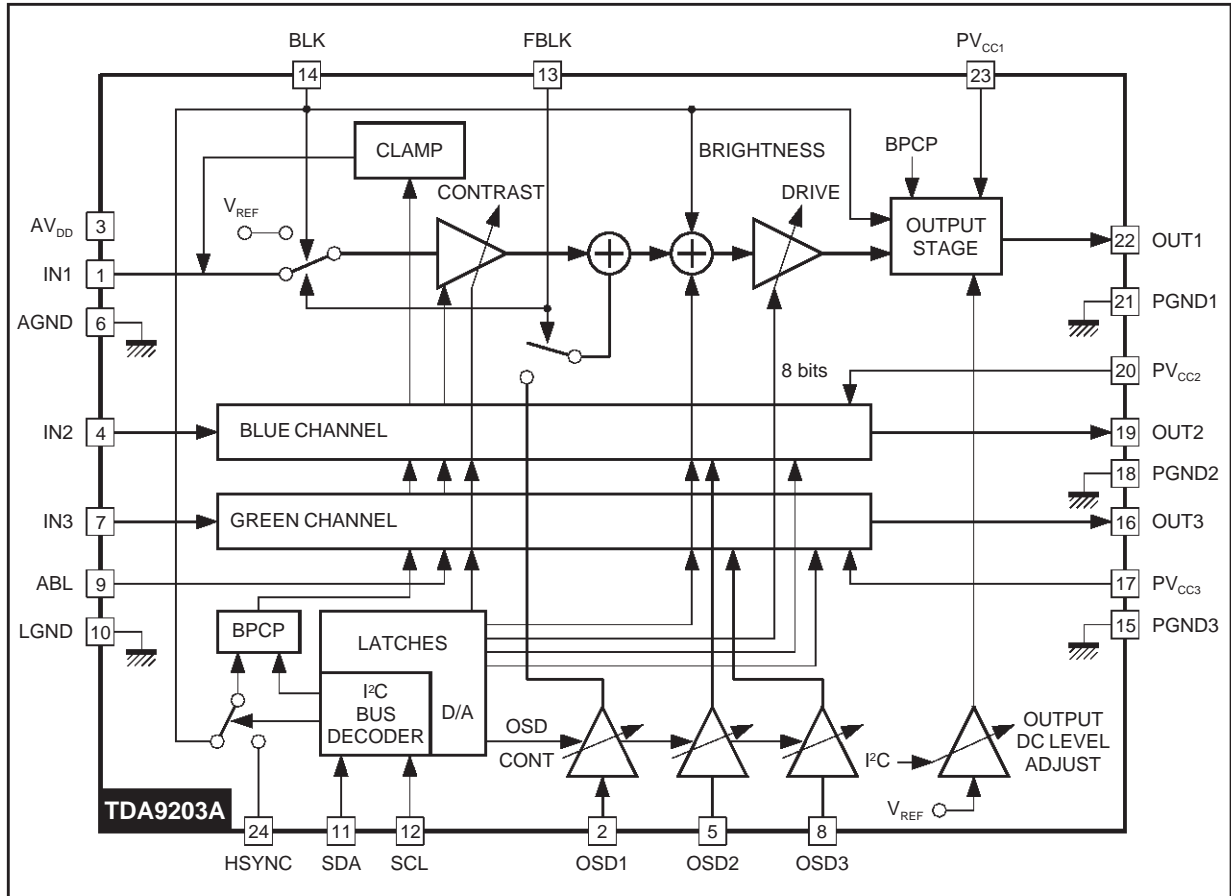 BLK
FBLK
PVCC1
14
13
23
CLAMP
BRIGHTNESS
BPCP
CONTRAST
DRIVE
VREF
AVDD
3
OUTPUT
STAGE
22
OUT1
IN1
1
21
PGND1
AGND
6
8 bits
20
PVCC2
IN2
4
BLUE CHANNEL
19
OUT2
18
PGND2
IN3
7
GREEN CHANNEL
16
OUT3
ABL
9
17
PVCC3
LGND
10
BPCP
LATCHES
15
PGND3
I²C
BUS
DECODER
D/A
OSD
CONT
I²C
OUTPUT
DC LEVEL
ADJUST
VREF
TDA9203A
24
11
12
2
5
8
HSYNC
SDA
SCL
OSD1
OSD2
OSD3